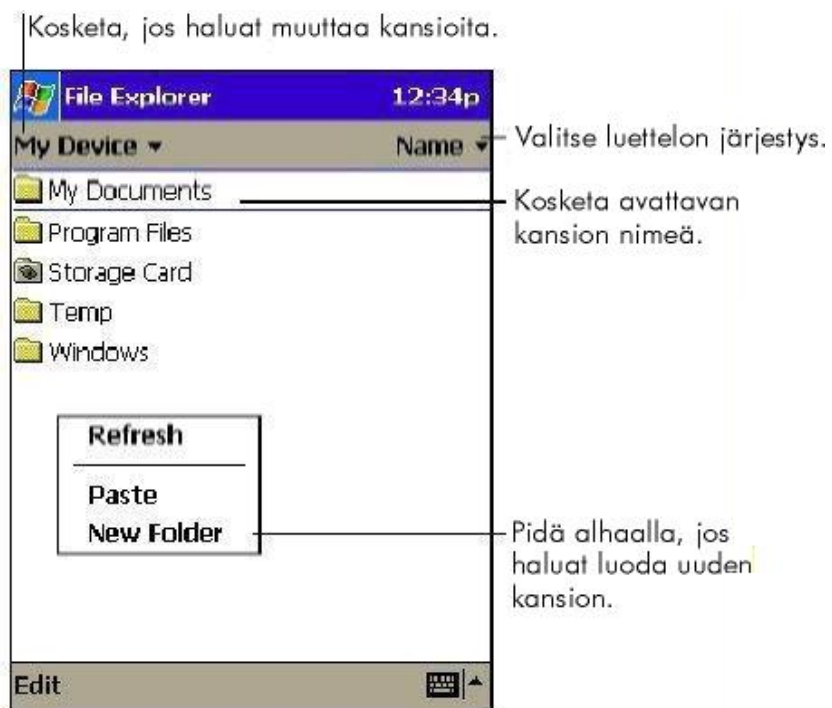 Kosketa, jos haluat muuttaa kansioita.
File Explorer 12:34p
My Device Name
Valitse luettelon järjestys.
My Documents
Kosketa avattavan
kansion nimeä.
Program Files
Storage Card
Temp
Windows
Refresh
Paste
New Folder
Pidä alhaalla, jos
haluat luoda uuden
kansion.
Edit